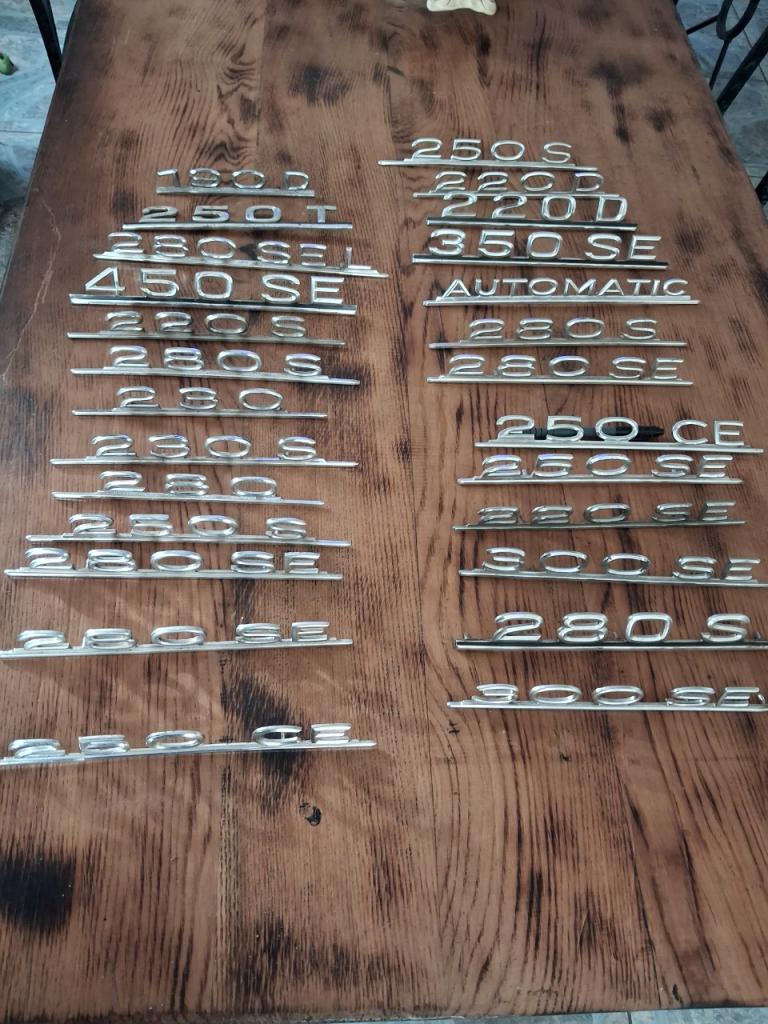 190 D
250 T
280 SEL
450 SE
220 S
280 S
230
230 S
250
250 S
280 SE
280 SE
250 CE
250 S
220 D
220 D
350 SE
AUTOMATIC
280 S
280 SE
250 CE
250 SE
220 SE
300 SE
280 S
300 SE